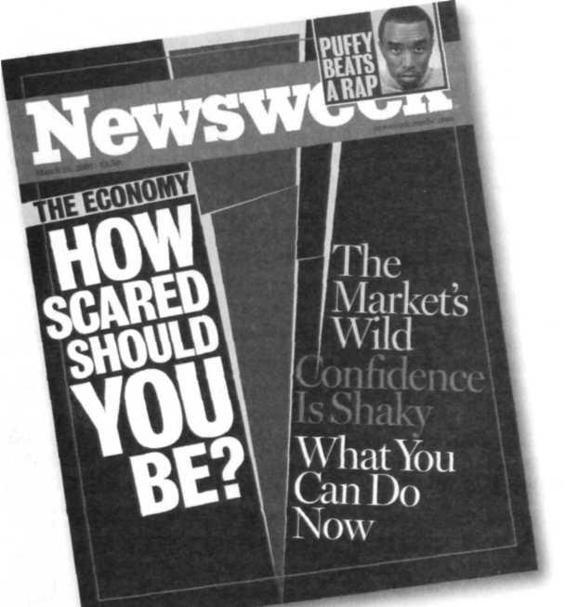 PUFFY
BEATS
A RAP
Newsweek
THE ECONOMY
HOW
SCARED
SHOULD
YOU
BE?
The
Market's
Wild
Confidence
Is Shaky
What You
Can Do
Now